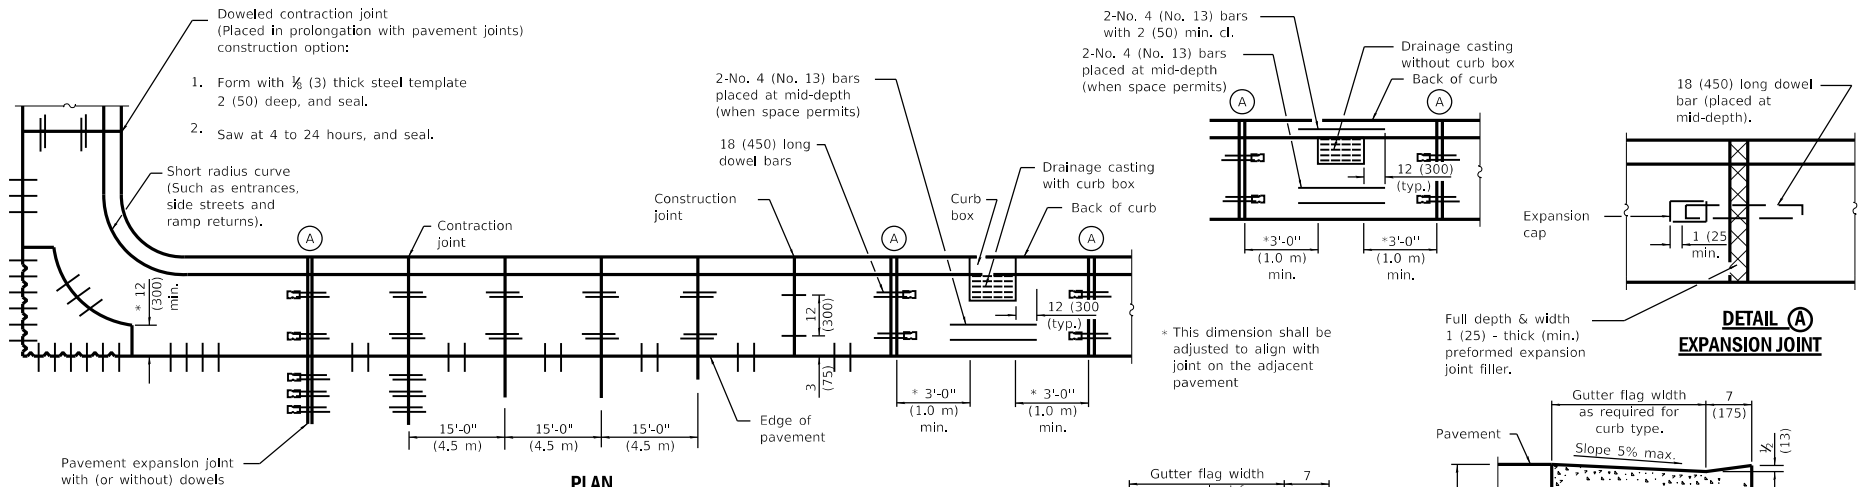 Doweled contraction joint
(Placed in prolongation with pavement joints)
construction option:
1. Form with ⅛ (3) thick steel template
2 (50) deep, and seal.
2. Saw at 4 to 24 hours, and seal.
Short radius curve
(Such as entrances,
side streets and
ramp returns).
* 12
(300)
min.
A
Contraction
joint
Construction
joint
2-No. 4 (No. 13) bars
placed at mid-depth
(when space permits)
18 (450) long
dowel bars
A
Curb
box
Drainage casting
with curb box
Back of curb
A
12
(300)
3
(75)
12 (300
(typ.)
* 3'-0"
(1.0 m)
min.
* 3'-0"
(1.0 m)
min.
15'-0"
(4.5 m)
15'-0"
(4.5 m)
15'-0"
(4.5 m)
Edge of
pavement
Pavement expansion joint
with (or without) dowels
PLAN
2-No. 4 (No. 13) bars
with 2 (50) min. cl.
2-No. 4 (No. 13) bars
placed at mid-depth
(when space permits)
Drainage casting
without curb box
Back of curb
A
A
12 (300)
(typ.)
*3'-0"
(1.0 m)
min.
*3'-0"
(1.0 m)
min.
* This dimension shall be
adjusted to align with
joint on the adjacent
pavement
18 (450) long dowel
bar (placed at
mid-depth).
Expansion
cap
1 (25
min.
Full depth & width
1 (25) - thick (min.)
preformed expansion
joint filler.
DETAIL A
EXPANSION JOINT
Gutter flag width
as required for
curb type.
7
(175)
Pavement
Slope 5% max.
½
(13)
Gutter flag width
7